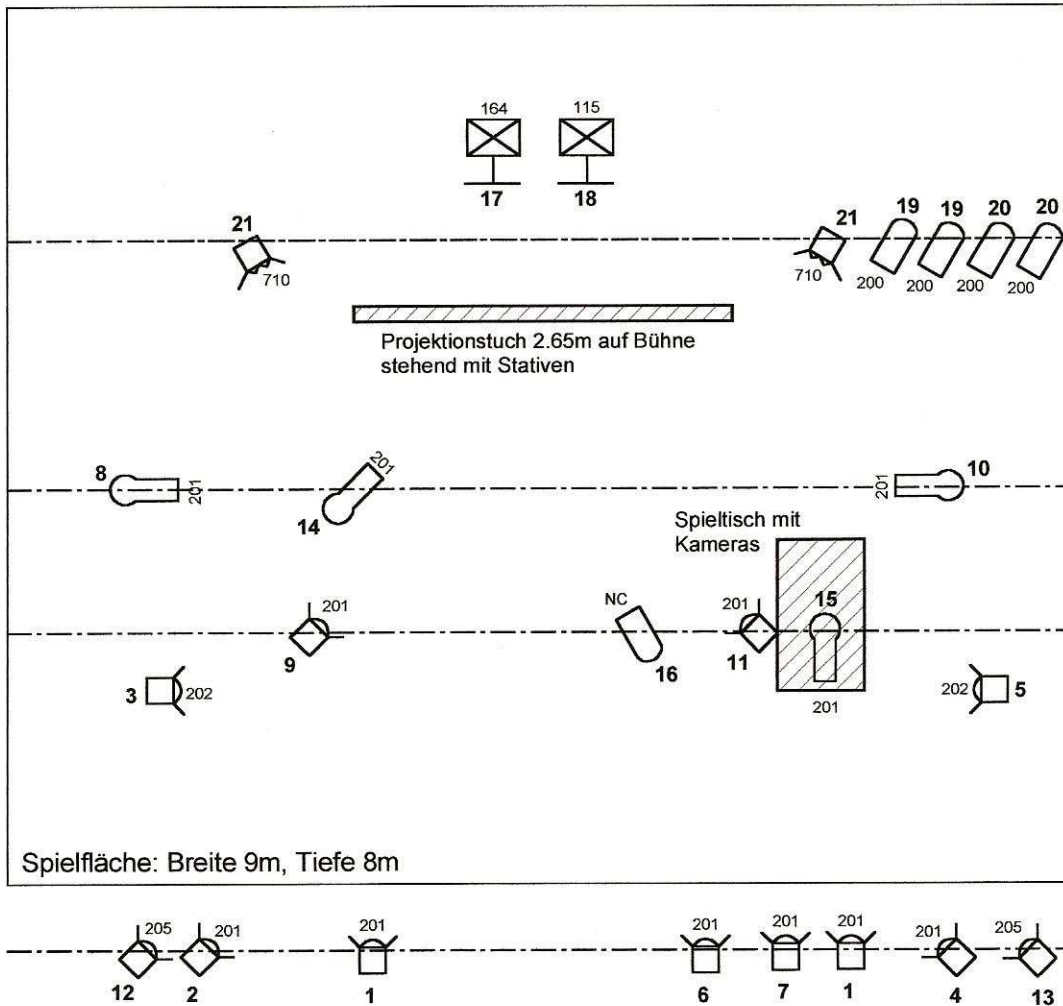 164 115
17 18
21 21 19 19 20 20
710 710 200 200 200 200
Projektionstuch 2.65m auf Bühne
stehend mit Stativen
8 201 14 201 201 10
Spieltisch mit
Kameras
9 201 NC 16 201 11 15
3 202 201 202 5
Spielfläche: Breite 9m, Tiefe 8m
205 201 201 201 201 201 201 205
12 2 1 6 7 1 4 13